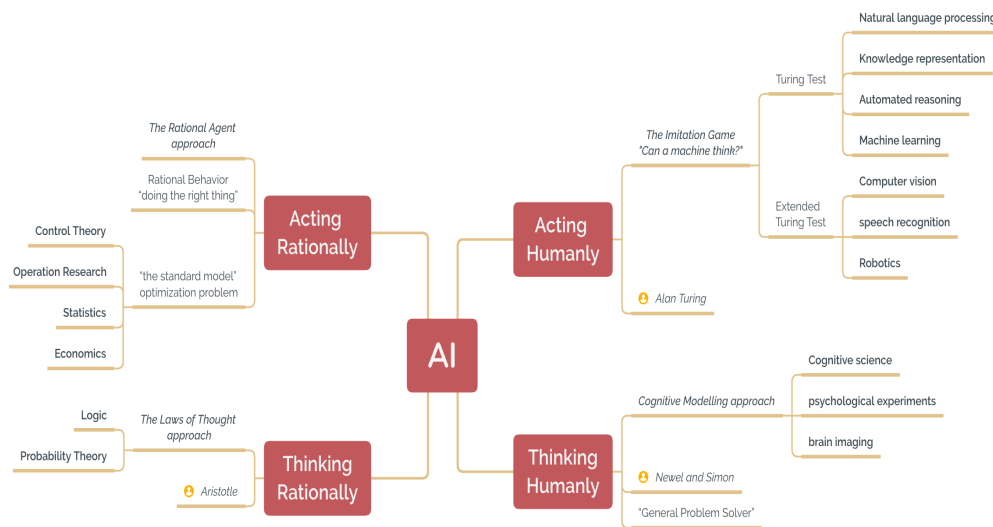 AI
Acting
Rationally
The Rational Agent
approach
Rational Behavior
“doing the right thing”
“the standard model”
optimization problem
Control Theory
Operation Research
Statistics
Economics
Thinking
Rationally
The Laws of Thought
approach
Logic
Probability Theory
Aristotle
Acting
Humanly
The Imitation Game
"Can a machine think?"
Turing Test
Natural language processing
Knowledge representation
Automated reasoning
Machine learning
Extended
Turing Test
Computer vision
speech recognition
Robotics
Alan Turing
Thinking
Humanly
Cognitive Modelling approach
Cognitive science
psychological experiments
brain imaging
Newel and Simon
“General Problem Solver”